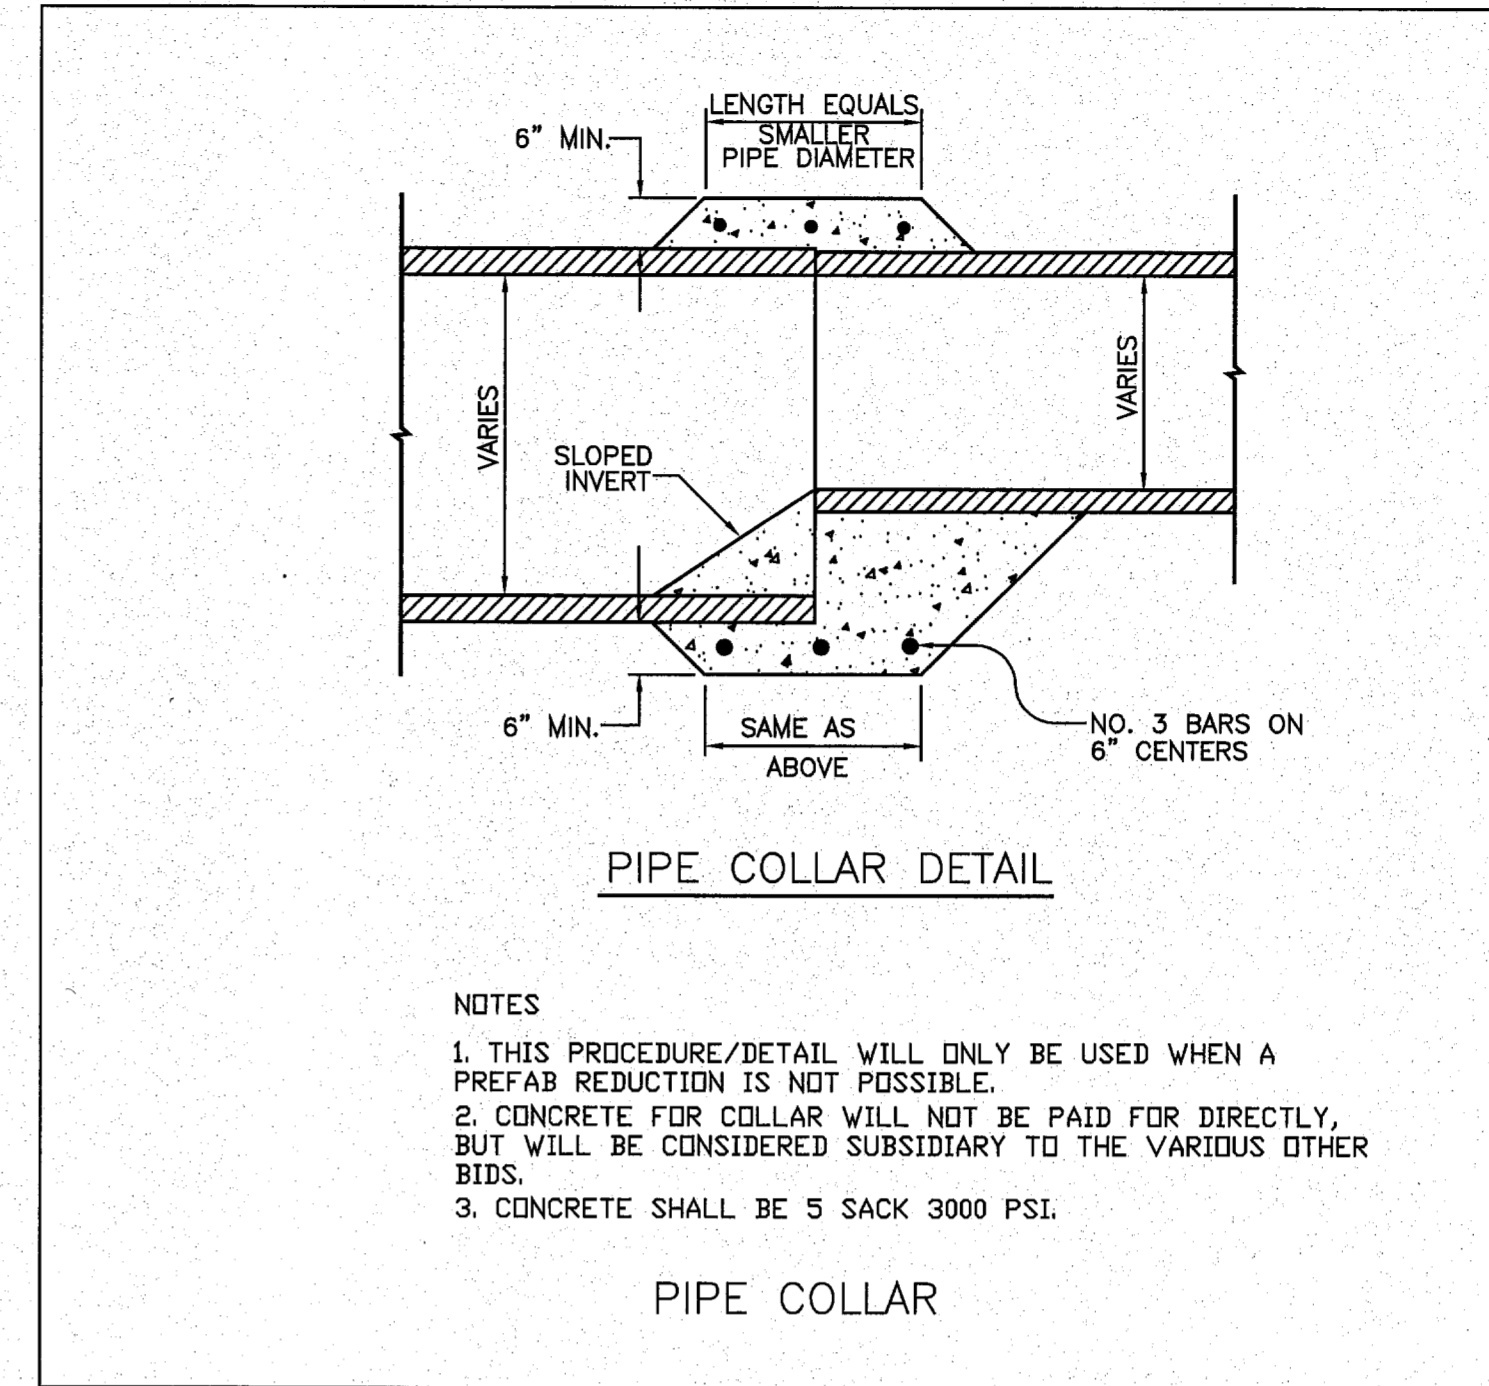 LENGTH EQUALS
SMALLER
PIPE DIAMETER
6” MIN.
VARIES
VARIES
SLOPED
INVERT
6” MIN.
SAME AS
ABOVE
NO. 3 BARS ON
6” CENTERS
PIPE COLLAR DETAIL
NOTES
1. THIS PROCEDURE/DETAIL WILL ONLY BE USED WHEN A
PREFAB REDUCTION IS NOT POSSIBLE.
2. CONCRETE FOR COLLAR WILL NOT BE PAID FOR DIRECTLY,
BUT WILL BE CONSIDERED SUBSIDIARY TO THE VARIOUS OTHER
BIDS.
3. CONCRETE SHALL BE 5 SACK 3000 PSI.
PIPE COLLAR